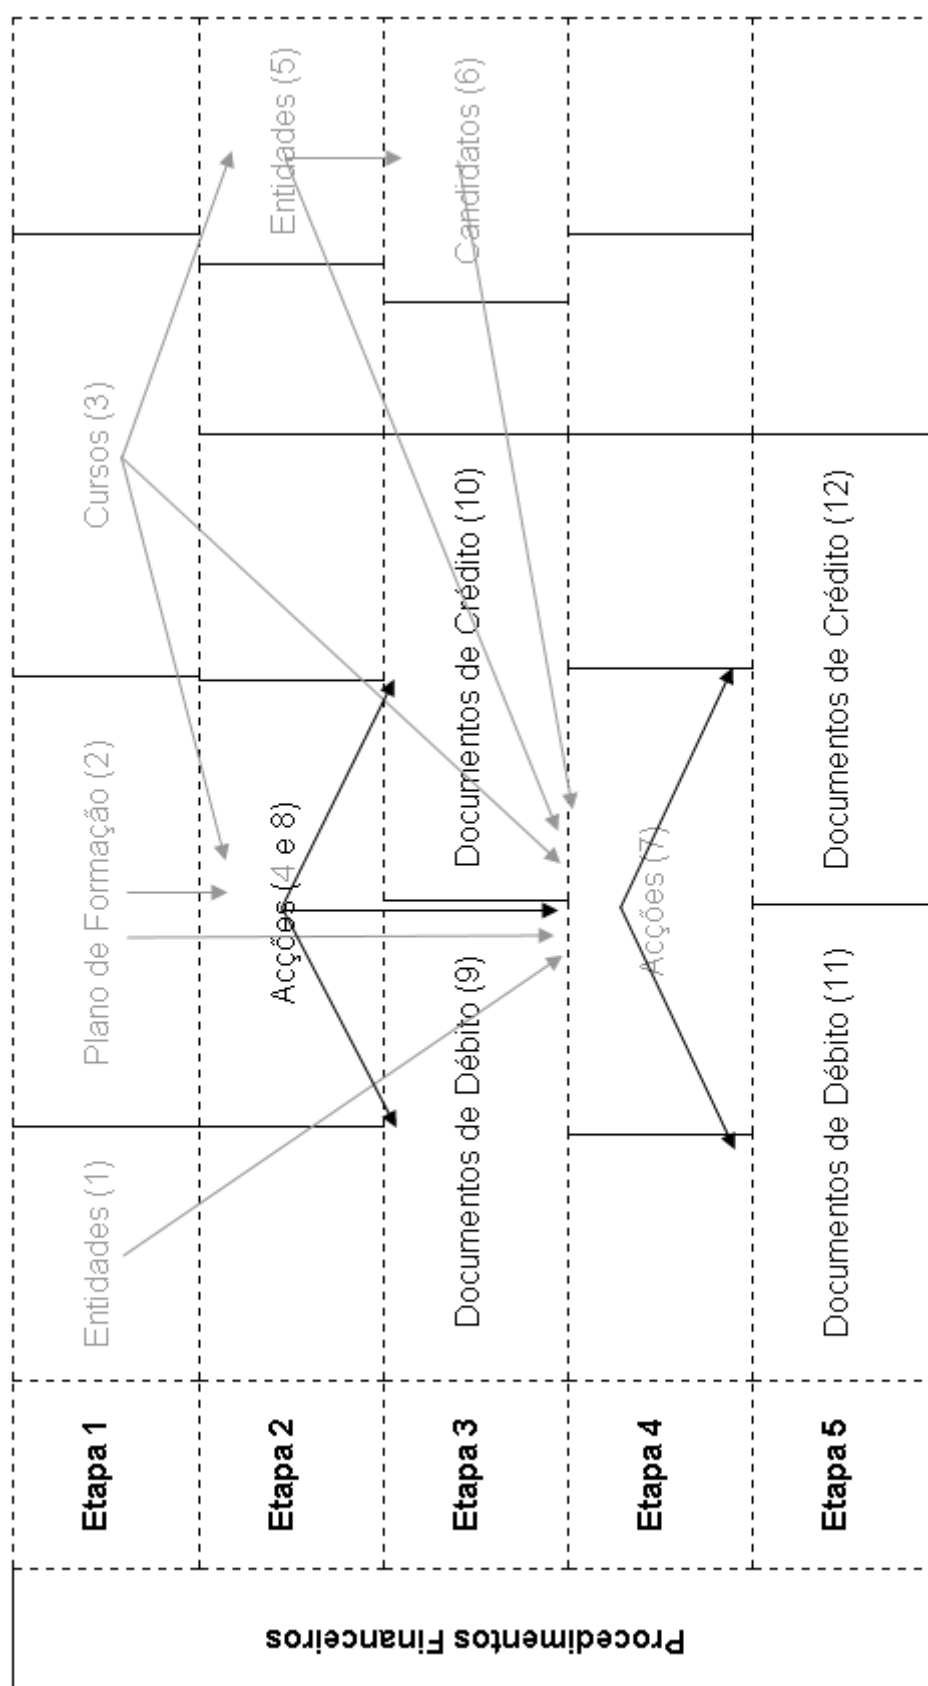 Procedimentos Financeiros
Etapa 1
Entidades (1)
Plano de Formação (2)
Cursos (3)
Etapa 2
Acções (4 e 8)
Entidades (5)
Etapa 3
Documentos de Débito (9)
Documentos de Crédito (10)
Candidatos (6)
Etapa 4
Acções (7)
Etapa 5
Documentos de Débito (11)
Documentos de Crédito (12)